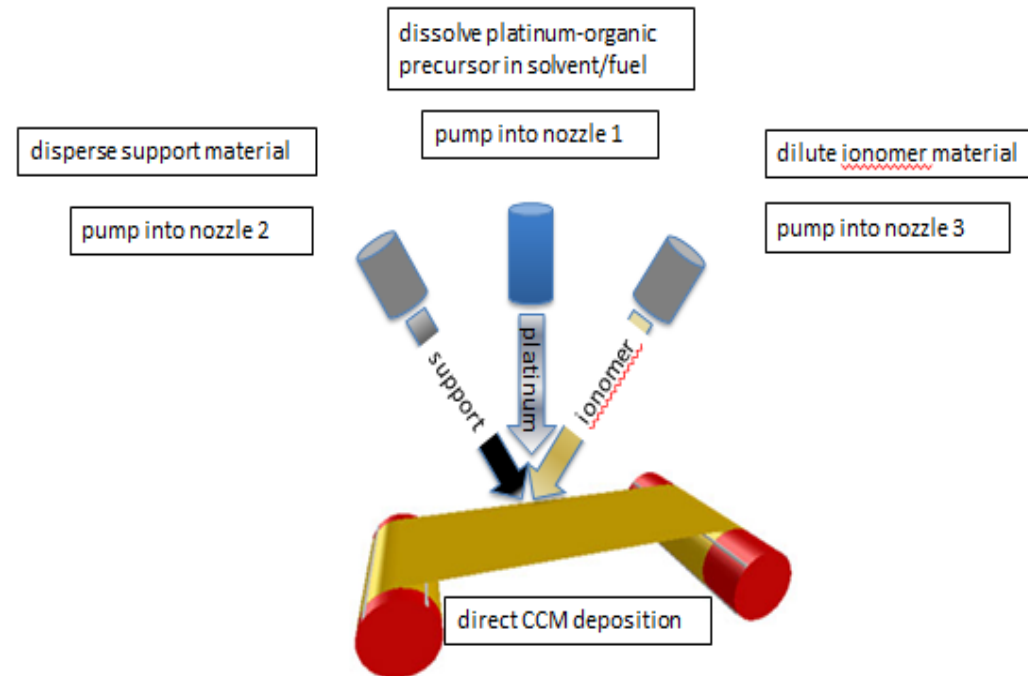 dissolve platinum-organic
precursor in solvent/fuel
pump into nozzle 1
disperse support material
pump into nozzle 2
dilute ionomer material
pump into nozzle 3
support
platinum
ionomer
direct CCM deposition